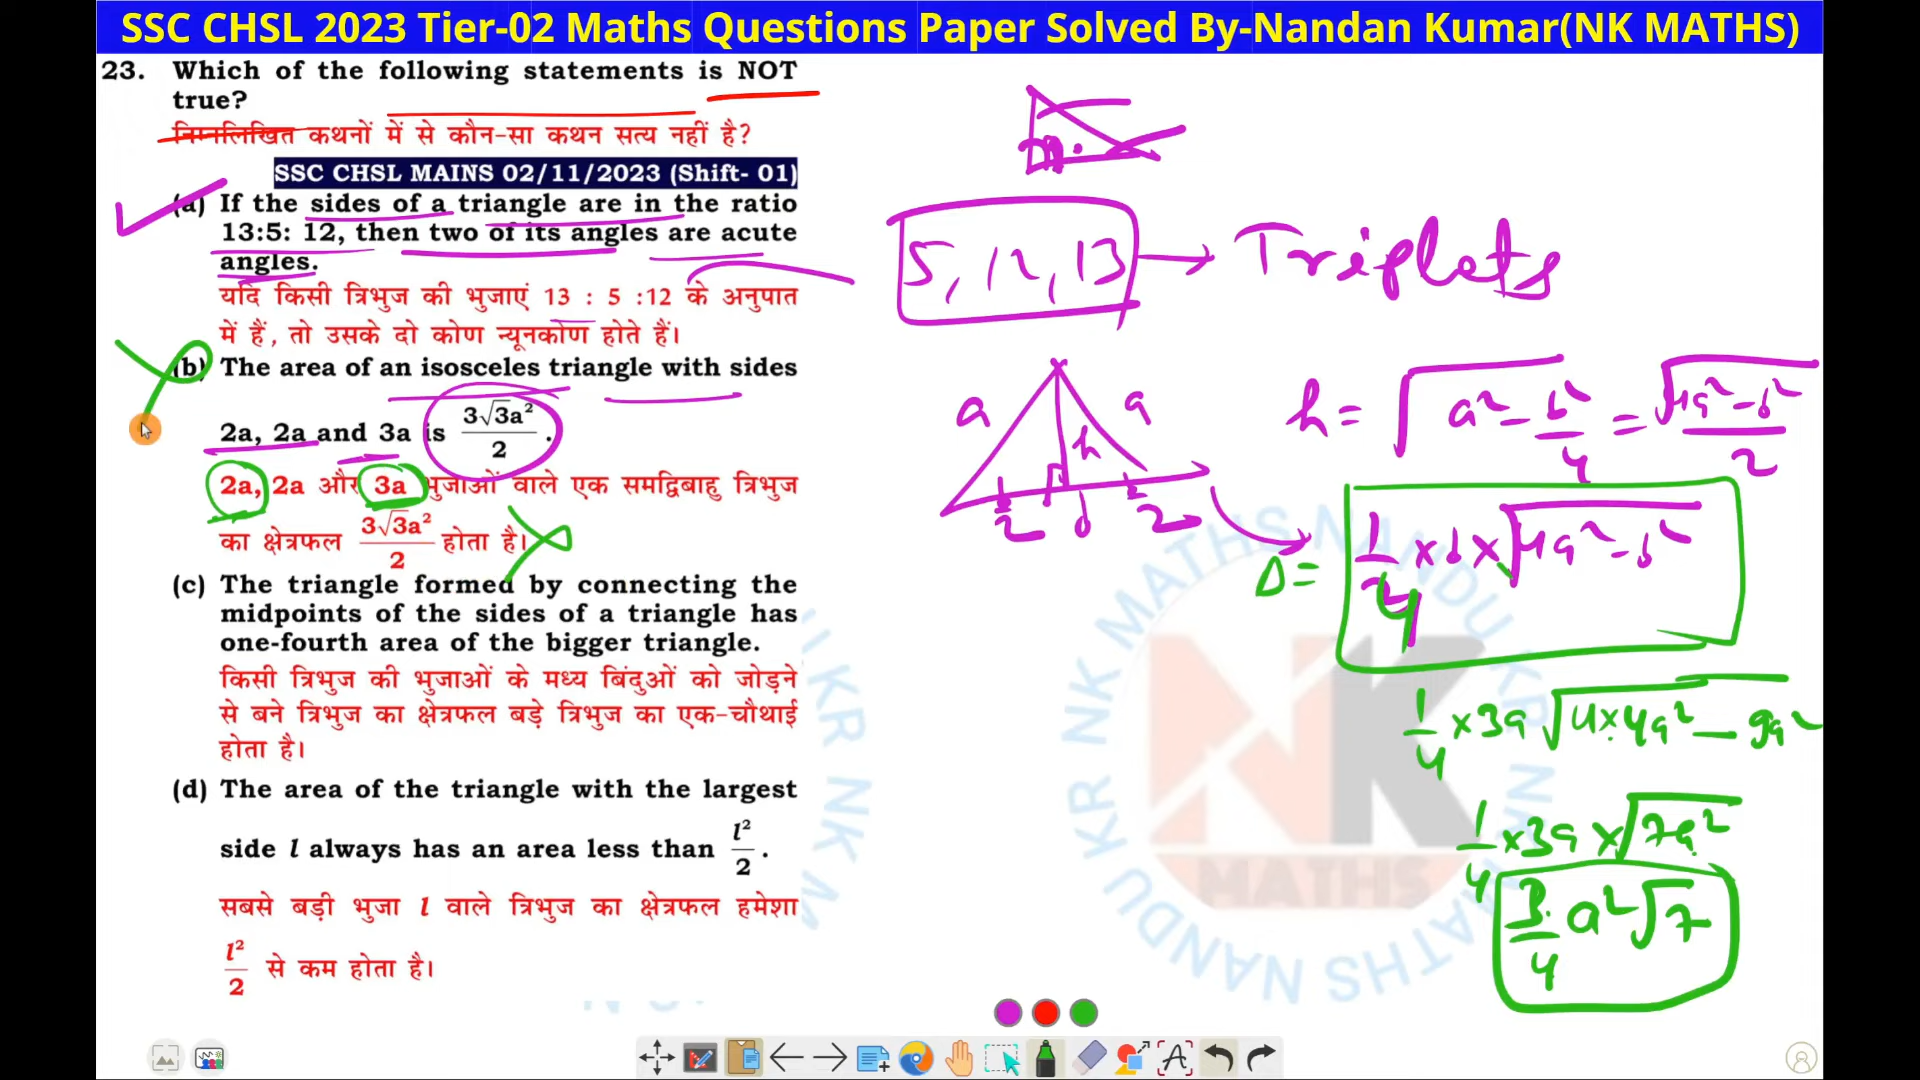 SSC CHSL 2023 Tier-02 Maths Questions Paper Solved By-Nandan Kumar(NK MATHS)
23. Which of the following statements is NOT
true?
निम्नलिखित कथनों में से कौन-सा कथन सत्य नहीं है?
SSC CHSL MAINS 02/11/2023 (Shift- 01)
(a) If the sides of a triangle are in the ratio
13:5: 12, then two of its angles are acute
angles.
यदि किसी त्रिभुज की भुजाएं 13 : 5 :12 के अनुपात
में हैं, तो उसके दो कोण न्यूनकोण होते हैं।
(b) The area of an isosceles triangle with sides
2a, 2a and 3a is 3√3a²/2.
2a, 2a और 3a भुजाओं वाले एक समद्विबाहु त्रिभुज
का क्षेत्रफल 3√3a²/2 होता है।
(c) The triangle formed by connecting the
midpoints of the sides of a triangle has
one-fourth area of the bigger triangle.
किसी त्रिभुज की भुजाओं के मध्य बिंदुओं को जोड़ने
से बने त्रिभुज का क्षेत्रफल बड़े त्रिभुज का एक-चौथाई
होता है।
(d) The area of the triangle with the largest
side l always has an area less than l²/2.
सबसे बड़ी भुजा l वाले त्रिभुज का क्षेत्रफल हमेशा
l²/2 से कम होता है।
5, 12, 13 → Triplets
a a h b/2 b b/2
h = √(a² - b²/4) = √(4a² - b²)/2
Δ = 1/4 × b × √(4a² - b²)
1/4 × 3a √(4×4a² - 9a²)
1/4 × 3a × √(7a²)
3/4 a² √7
NK
MATHS